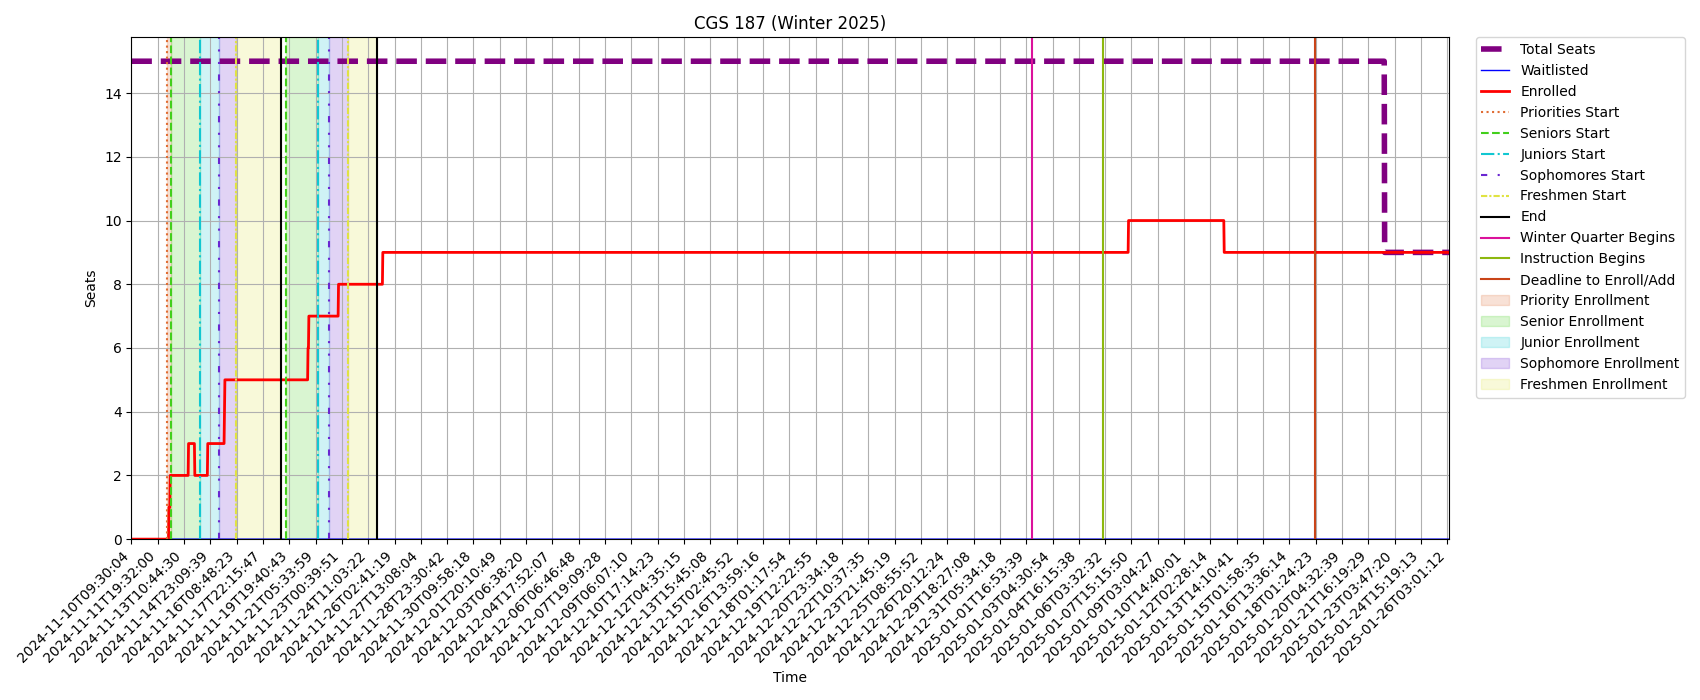 CGS 187 (Winter 2025)
Seats
14
12
10
8
6
4
2
0
2024-11-10T09:30:04
2024-11-11T19:32:00
2024-11-13T10:44:30
2024-11-14T23:09:39
2024-11-16T08:48:23
2024-11-17T22:15:47
2024-11-19T19:40:43
2024-11-21T05:33:59
2024-11-23T00:39:51
2024-11-24T11:03:22
2024-11-26T02:41:19
2024-11-27T13:08:04
2024-11-28T23:30:42
2024-11-30T09:58:18
2024-12-01T20:10:49
2024-12-03T06:38:20
2024-12-04T17:52:07
2024-12-06T06:46:48
2024-12-07T19:09:28
2024-12-09T06:07:10
2024-12-10T17:14:23
2024-12-12T04:35:15
2024-12-13T15:45:08
2024-12-15T02:45:52
2024-12-16T13:59:16
2024-12-18T01:17:54
2024-12-19T12:22:55
2024-12-20T23:34:18
2024-12-22T10:37:35
2024-12-23T21:45:19
2024-12-25T08:55:52
2024-12-26T20:12:24
2024-12-29T18:27:08
2024-12-31T05:34:18
2025-01-01T16:53:39
2025-01-03T04:30:54
2025-01-04T16:15:38
2025-01-06T03:32:32
2025-01-07T15:15:50
2025-01-09T03:04:27
2025-01-10T14:40:01
2025-01-12T02:28:14
2025-01-13T14:10:41
2025-01-15T01:58:35
2025-01-16T13:36:14
2025-01-18T01:24:23
2025-01-20T04:32:39
2025-01-21T16:19:29
2025-01-23T03:47:20
2025-01-24T15:19:13
2025-01-26T03:01:12
Time
Total Seats
Waitlisted
Enrolled
Priorities Start
Seniors Start
Juniors Start
Sophomores Start
Freshmen Start
End
Winter Quarter Begins
Instruction Begins
Deadline to Enroll/Add
Priority Enrollment
Senior Enrollment
Junior Enrollment
Sophomore Enrollment
Freshmen Enrollment